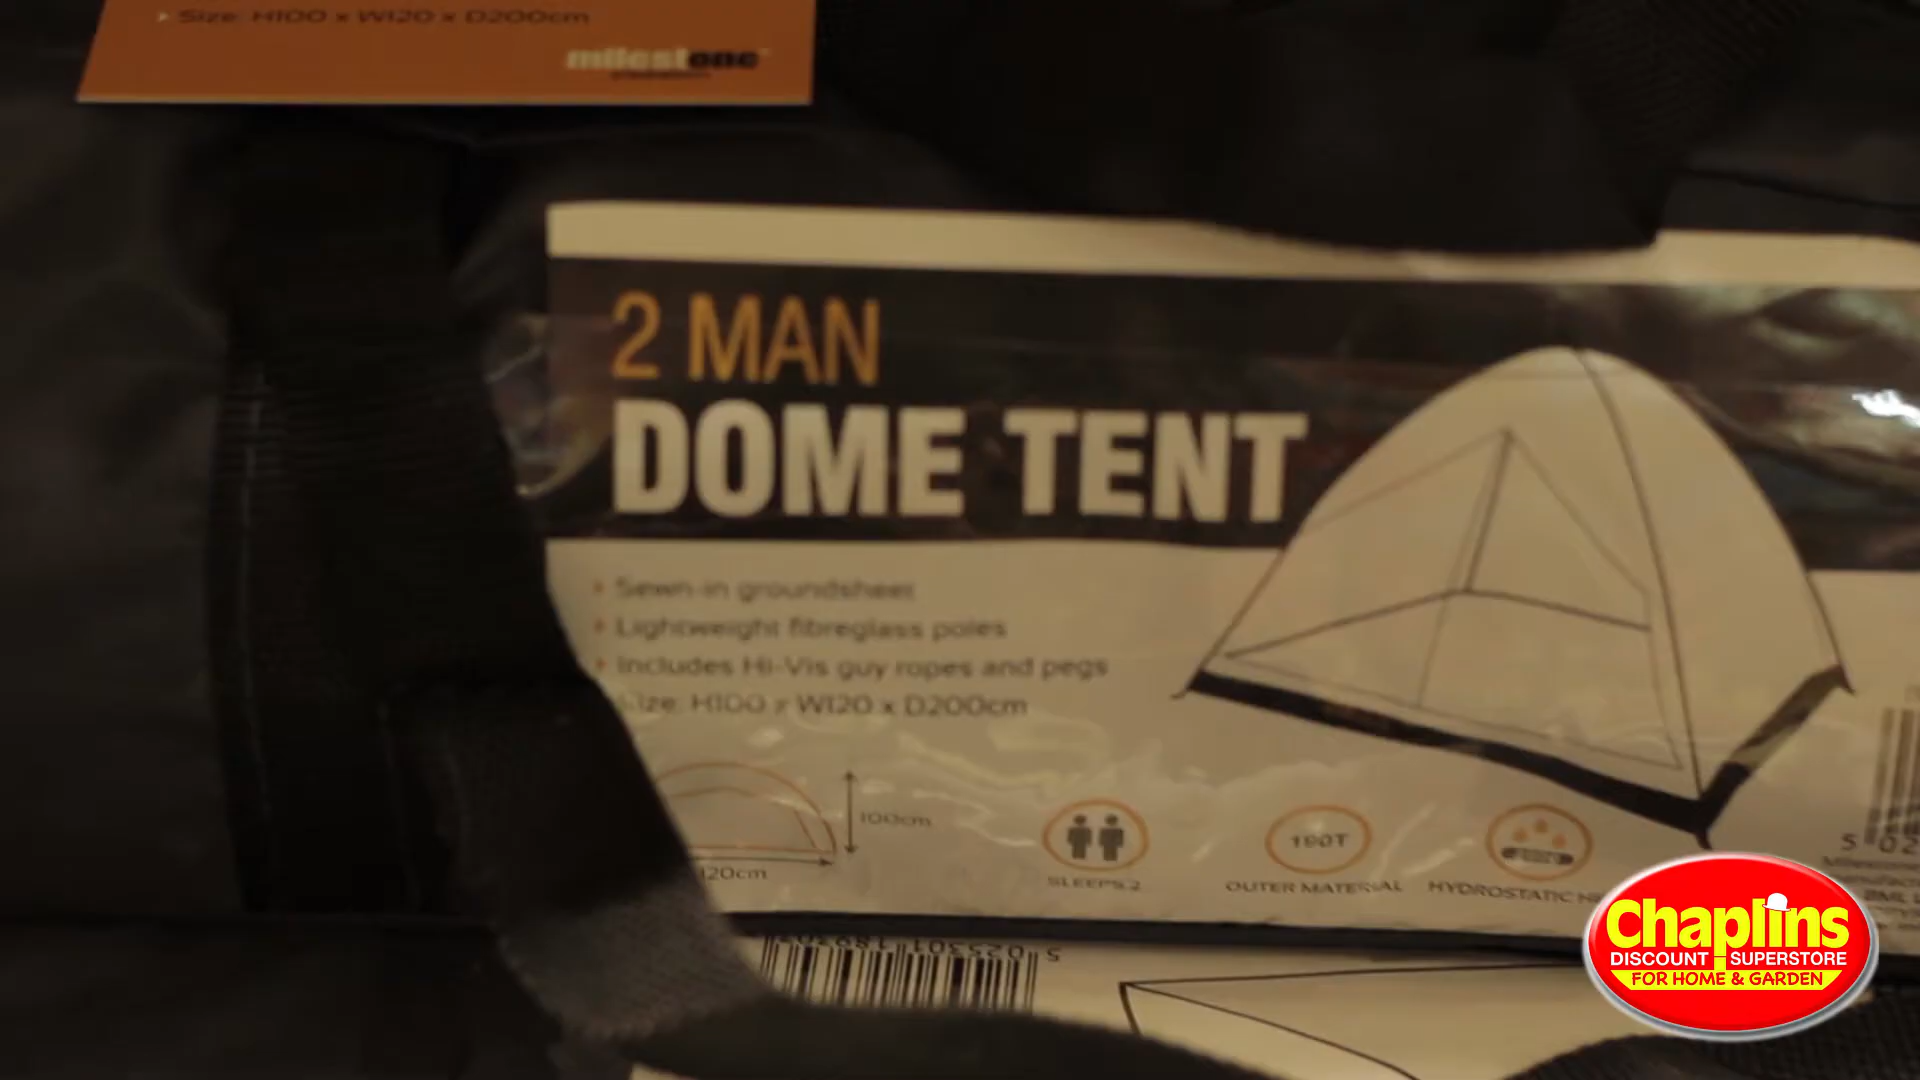 Size: H100 x W120 x D200cm
milestone
2 MAN
DOME TENT
Sewn-in groundsheet
Lightweight fibreglass poles
Includes Hi-Vis guy ropes and pegs
Size: H100 x W120 x D200cm
100cm
120cm
SLEEPS 2
190T
OUTER MATERIAL
HYDROSTATIC
Chaplins
DISCOUNT SUPERSTORE
FOR HOME & GARDEN